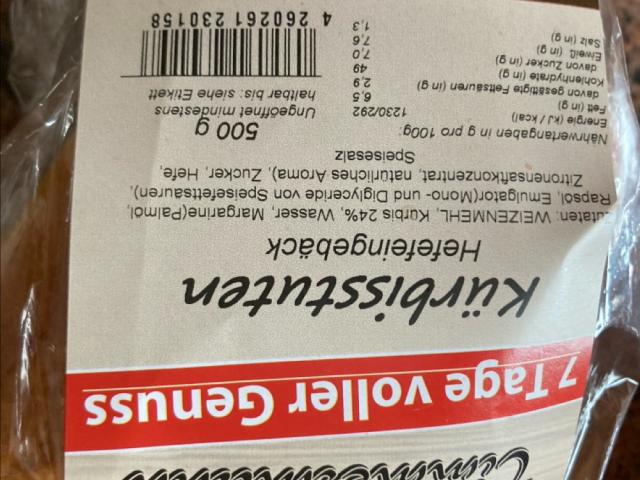 7 Tage voller Genuss
Kürbisstuten
Hefefeingebäck
Zutaten: WEIZENMEHL, Kürbis 24%, Wasser, Margarine(Palmöl,
Rapsöl, Emulgator(Mono- und Diglyceride von Speisefettsäuren),
Zitronensaftkonzentrat, natürliches Aroma), Zucker, Hefe,
Speisesalz
Nährwertangaben in g pro 100g:
Energie (kJ / kcal) 1230/292
Fett (in g) 6,5
davon gesättigte Fettsäuren (in g) 2,9
Kohlenhydrate (in g) 49
davon Zucker (in g) 7,0
Eiweiß (in g) 7,6
Salz (in g) 1,3
500 g
Ungeöffnet mindestens
haltbar bis: siehe Etikett
4 260261 230158